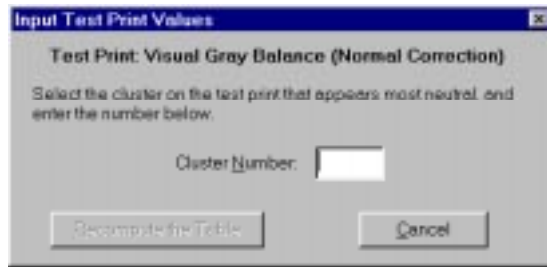 Input Test Print Values
Test Print: Visual Gray Balance (Normal Correction)
Select the cluster on the test print that appears most neutral, and
enter the number below.
Cluster Number:
Recompute the Table
Cancel